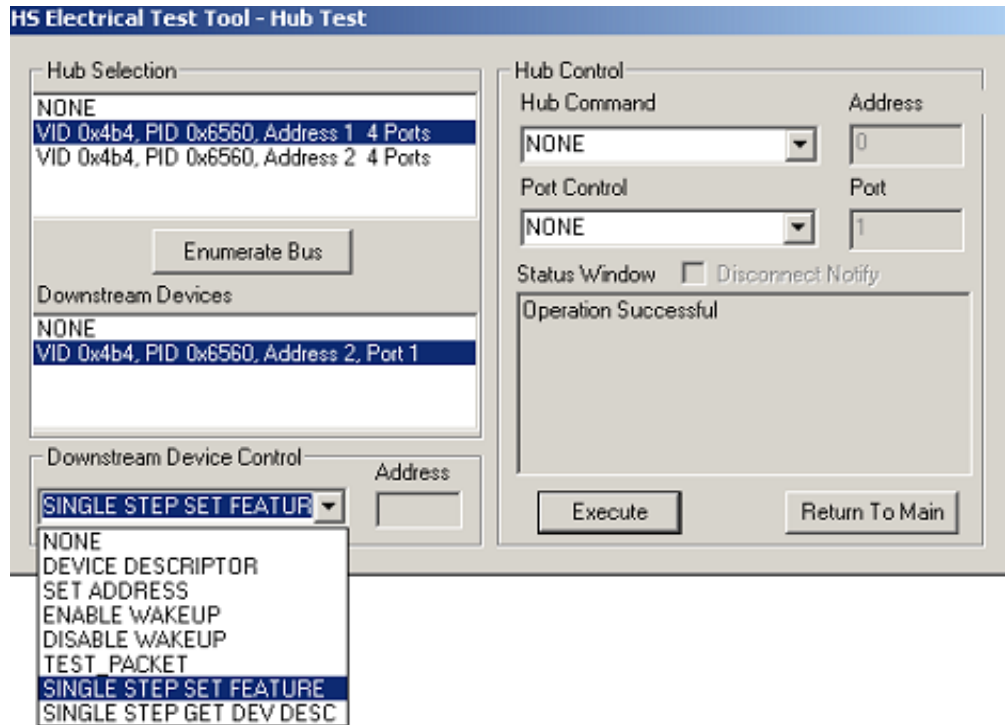 HS Electrical Test Tool - Hub Test
Hub Selection
NONE
VID 0x4b4, PID 0x6560, Address 1 4 Ports
VID 0x4b4, PID 0x6560, Address 2 4 Ports
Enumerate Bus
Downstream Devices
NONE
VID 0x4b4, PID 0x6560, Address 2, Port 1
Downstream Device Control
Address
SINGLE STEP SET FEATUR
NONE
DEVICE DESCRIPTOR
SET ADDRESS
ENABLE WAKEUP
DISABLE WAKEUP
TEST_PACKET
SINGLE STEP SET FEATURE
SINGLE STEP GET DEV DESC
Hub Control
Hub Command
Address
NONE
0
Port Control
Port
NONE
1
Status Window
Disconnect Notify
Operation Successful
Execute
Return To Main